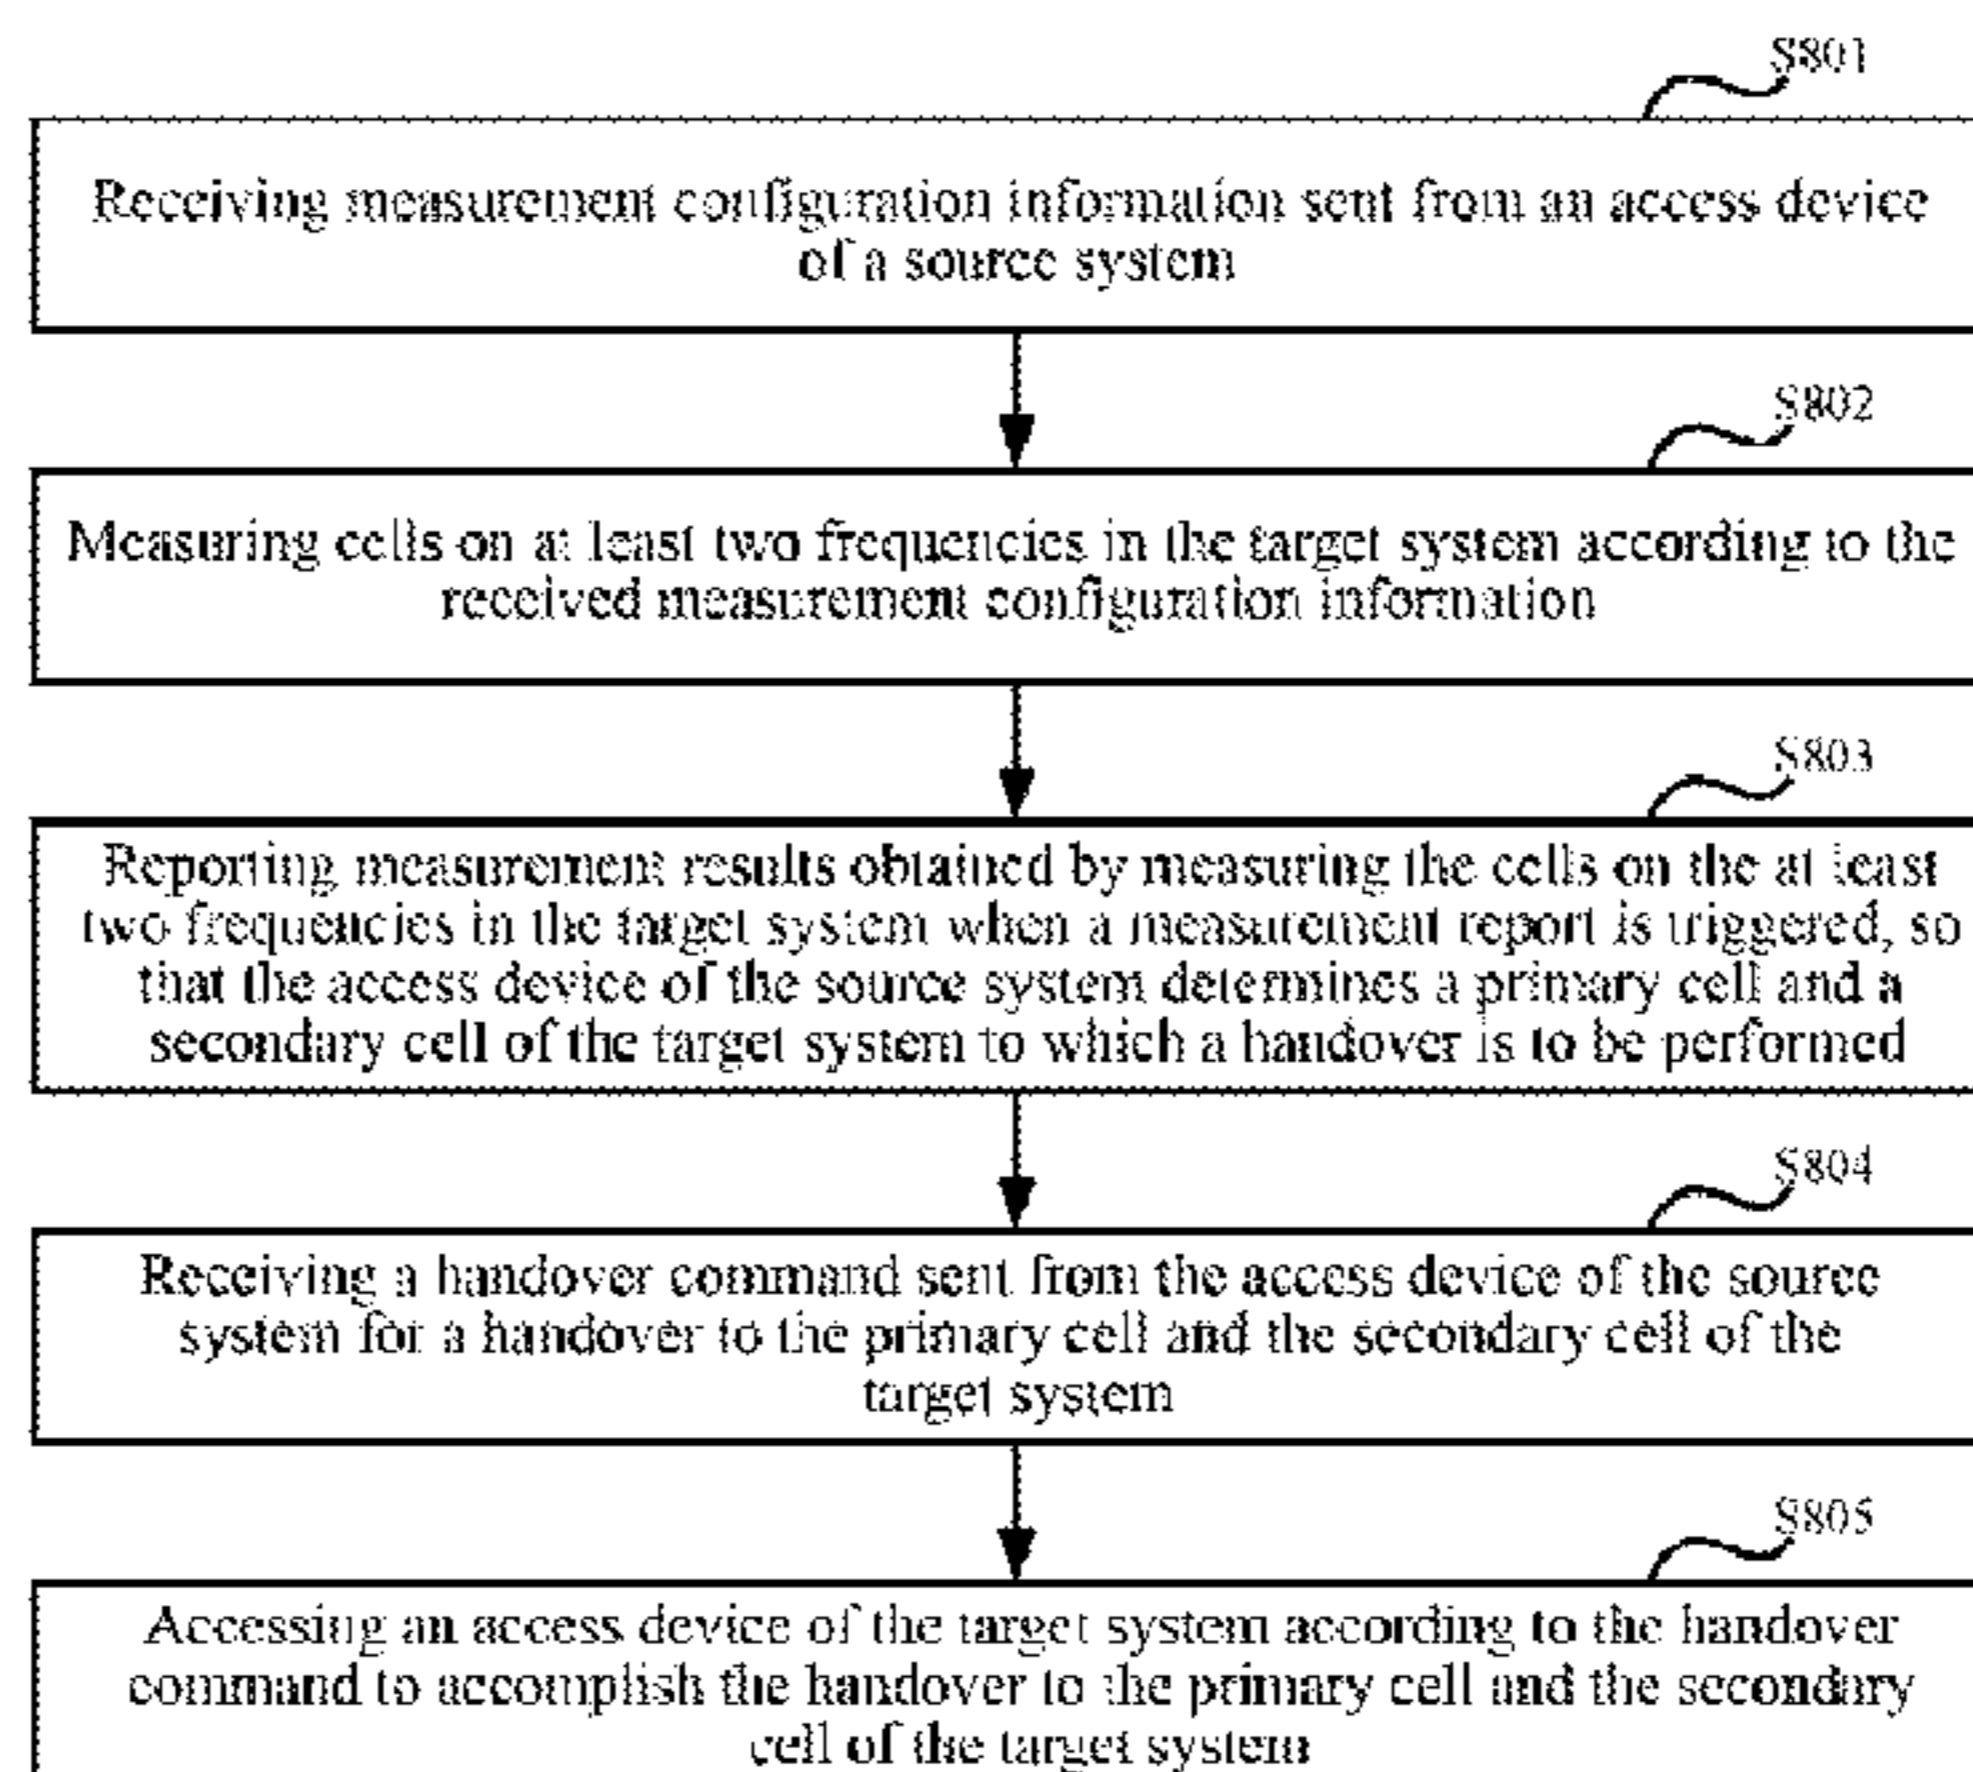 S801
Receiving measurement configuration information sent from an access device
of a source system
S802
Measuring cells on at least two frequencies in the target system according to the
received measurement configuration information
S803
Reporting measurement results obtained by measuring the cells on the at least
two frequencies in the target system when a measurement report is triggered, so
that the access device of the source system determines a primary cell and a
secondary cell of the target system to which a handover is to be performed
S804
Receiving a handover command sent from the access device of the source
system for a handover to the primary cell and the secondary cell of the
target system
S805
Accessing an access device of the target system according to the handover
command to accomplish the handover to the primary cell and the secondary
cell of the target system